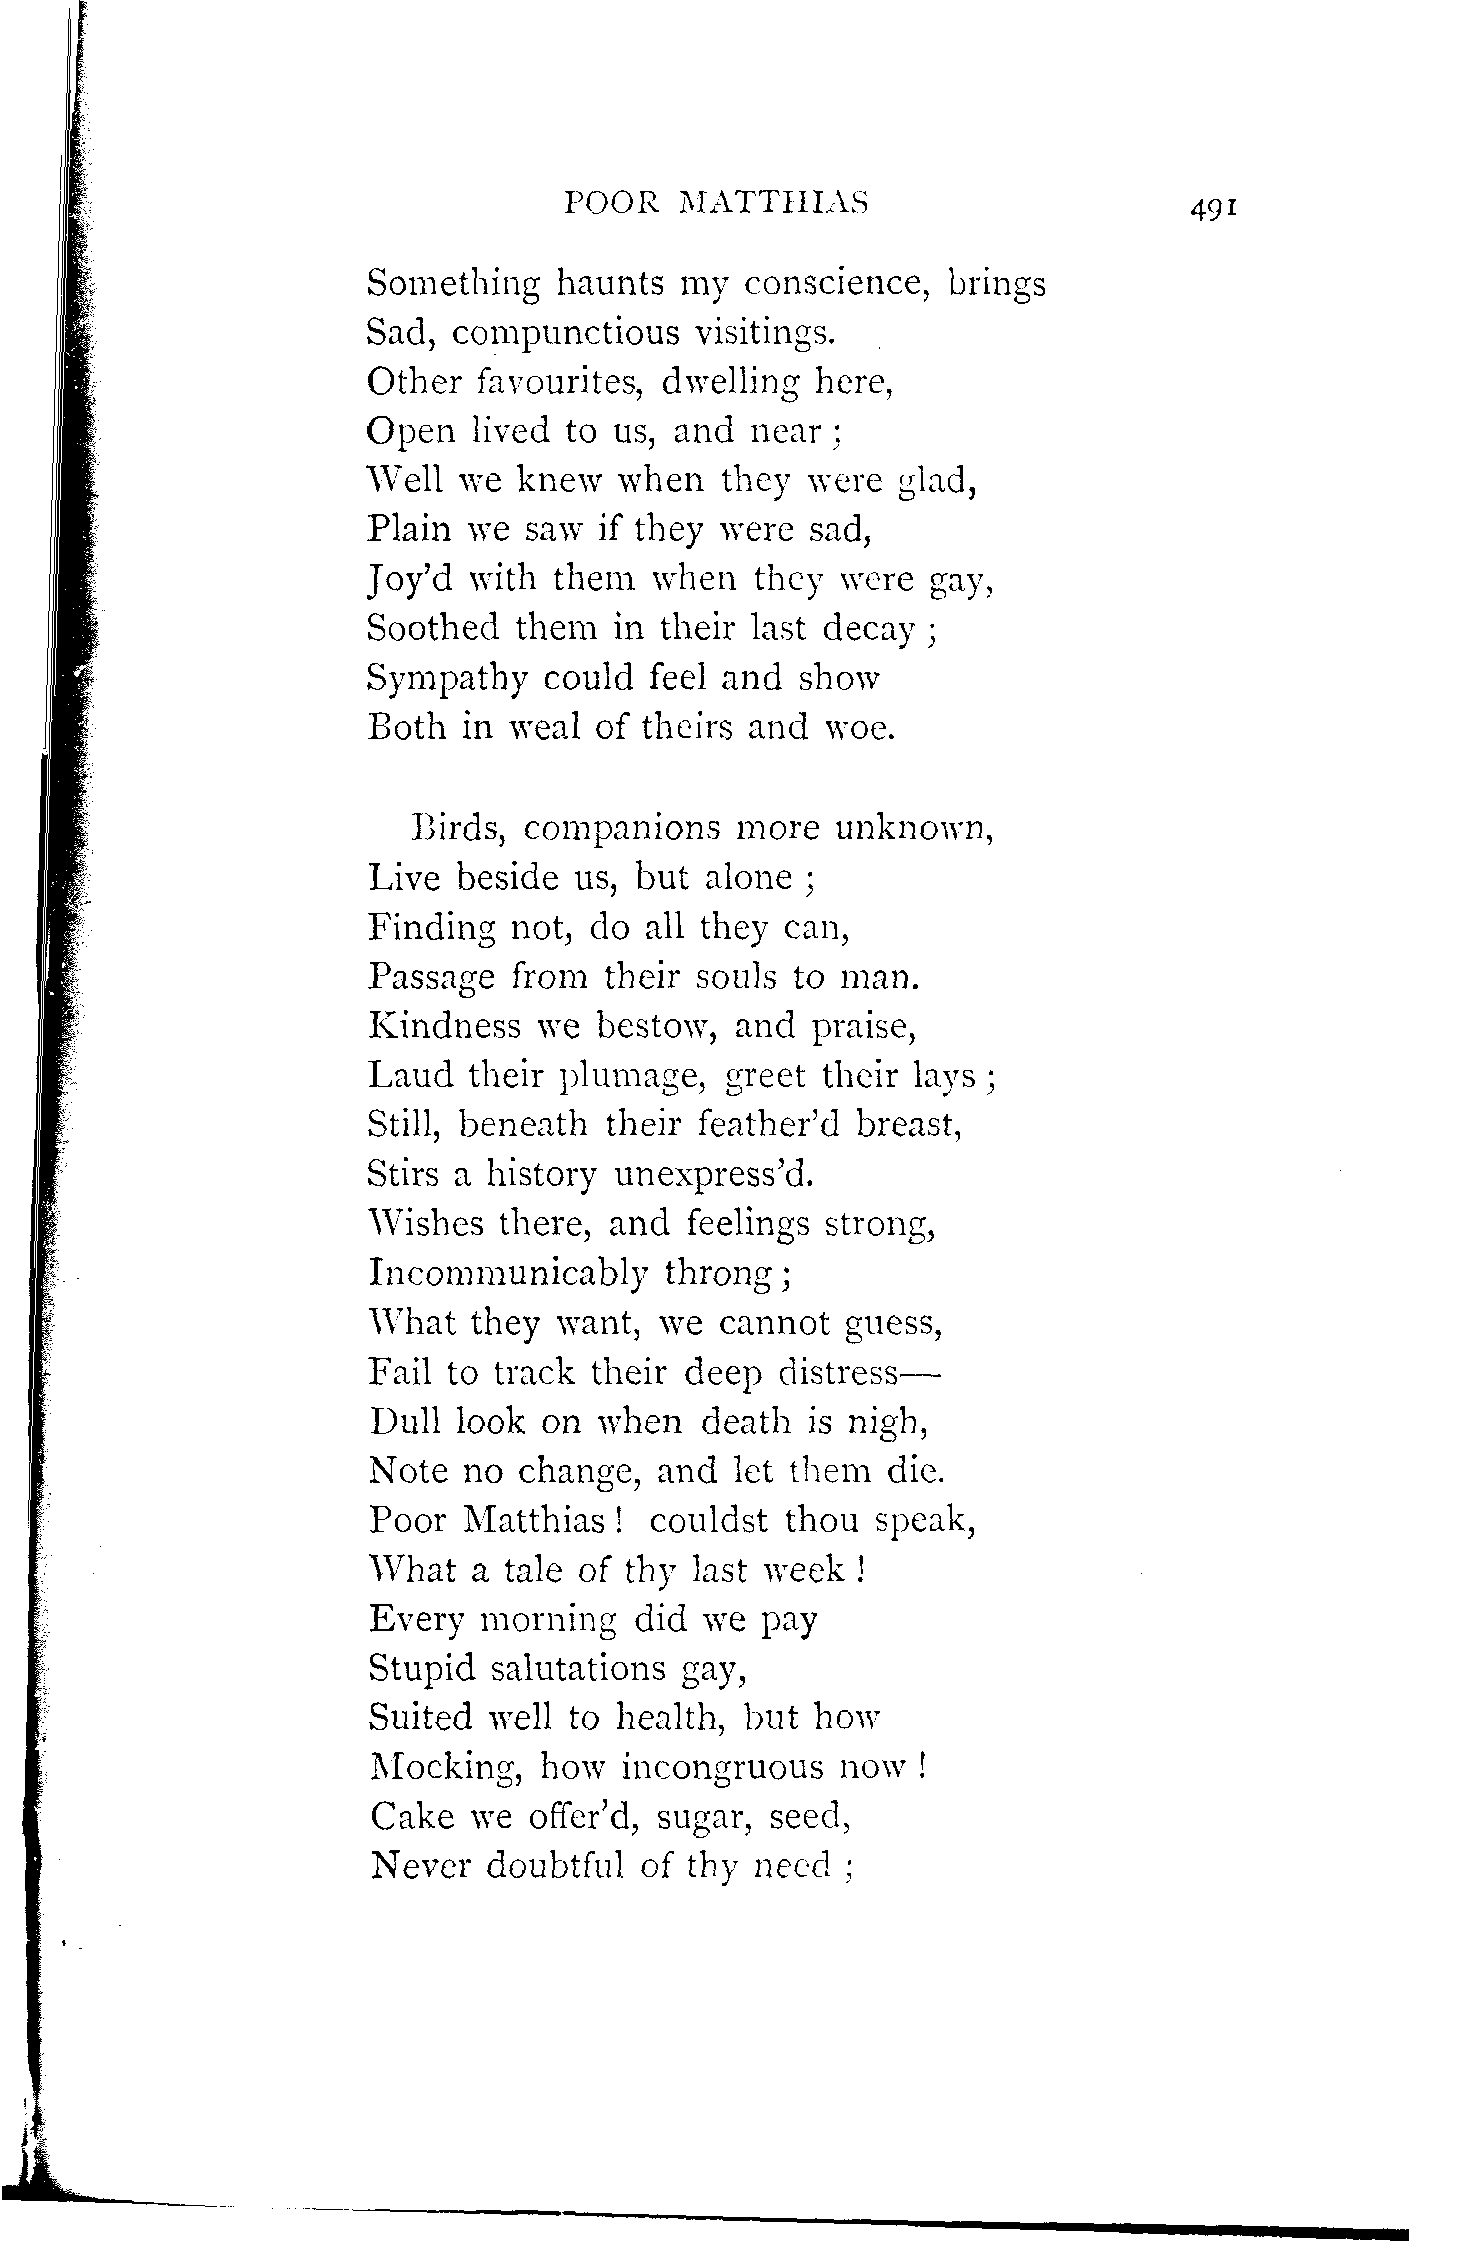 POOR MATTHIAS 491
Something haunts my conscience, brings
Sad, compunctious visitings.
Other favourites, dwelling here,
Open lived to us, and near ;
Well we knew when they were glad,
Plain we saw if they were sad,
Joy'd with them when they were gay,
Soothed them in their last decay ;
Sympathy could feel and show
Both in weal of theirs and woe.
Birds, companions more unknown,
Live beside us, but alone ;
Finding not, do all they can,
Passage from their souls to man.
Kindness we bestow, and praise,
Laud their plumage, greet their lays ;
Still, beneath their feather'd breast,
Stirs a history unexpress'd.
Wishes there, and feelings strong,
Incommunicably throng ;
What they want, we cannot guess,
Fail to track their deep distress—
Dull look on when death is nigh,
Note no change, and let them die.
Poor Matthias ! couldst thou speak,
What a tale of thy last week !
Every morning did we pay
Stupid salutations gay,
Suited well to health, but how
Mocking, how incongruous now !
Cake we offer'd, sugar, seed,
Never doubtful of thy need ;